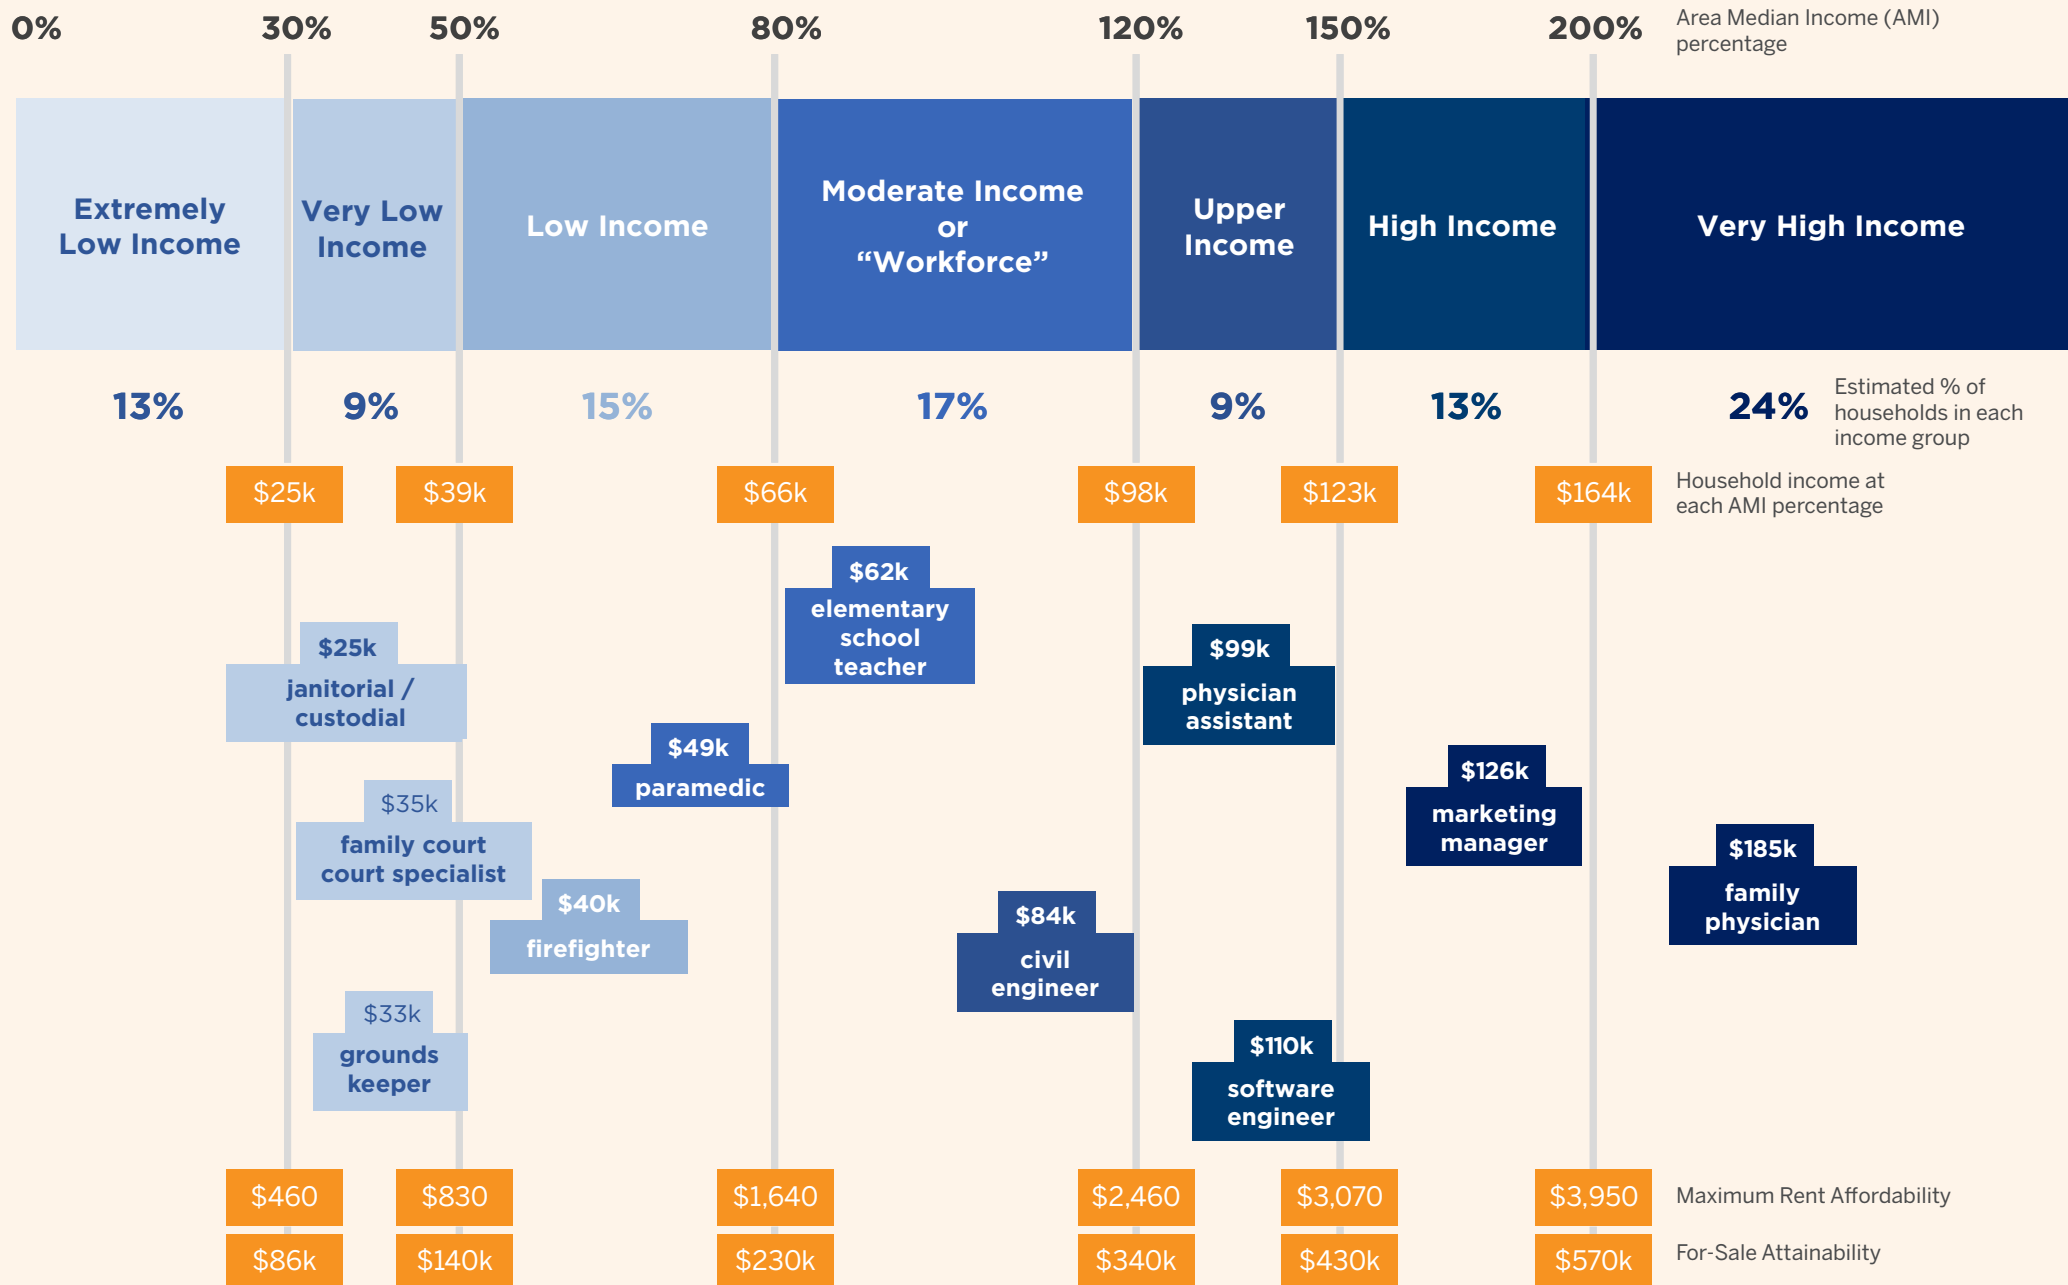 0%
30%
50%
80%
120%
150%
200%
Area Median Income (AMI)
percentage
Extremely
Low Income
Very Low
Income
Low Income
Moderate Income
or
“Workforce”
Upper
Income
High Income
Very High Income
13%
9%
15%
17%
9%
13%
24%
Estimated % of
households in each
income group
$25k
$39k
$66k
$98k
$123k
$164k
Household income at
each AMI percentage
$62k
elementary
school
teacher
$25k
janitorial /
custodial
$99k
physician
assistant
$49k
paramedic
$126k
marketing
manager
$35k
family court
court specialist
$185k
family
physician
$40k
firefighter
$84k
civil
engineer
$33k
grounds
keeper
$110k
software
engineer
$460
$830
$1,640
$2,460
$3,070
$3,950
Maximum Rent Affordability
$86k
$140k
$230k
$340k
$430k
$570k
For-Sale Attainability